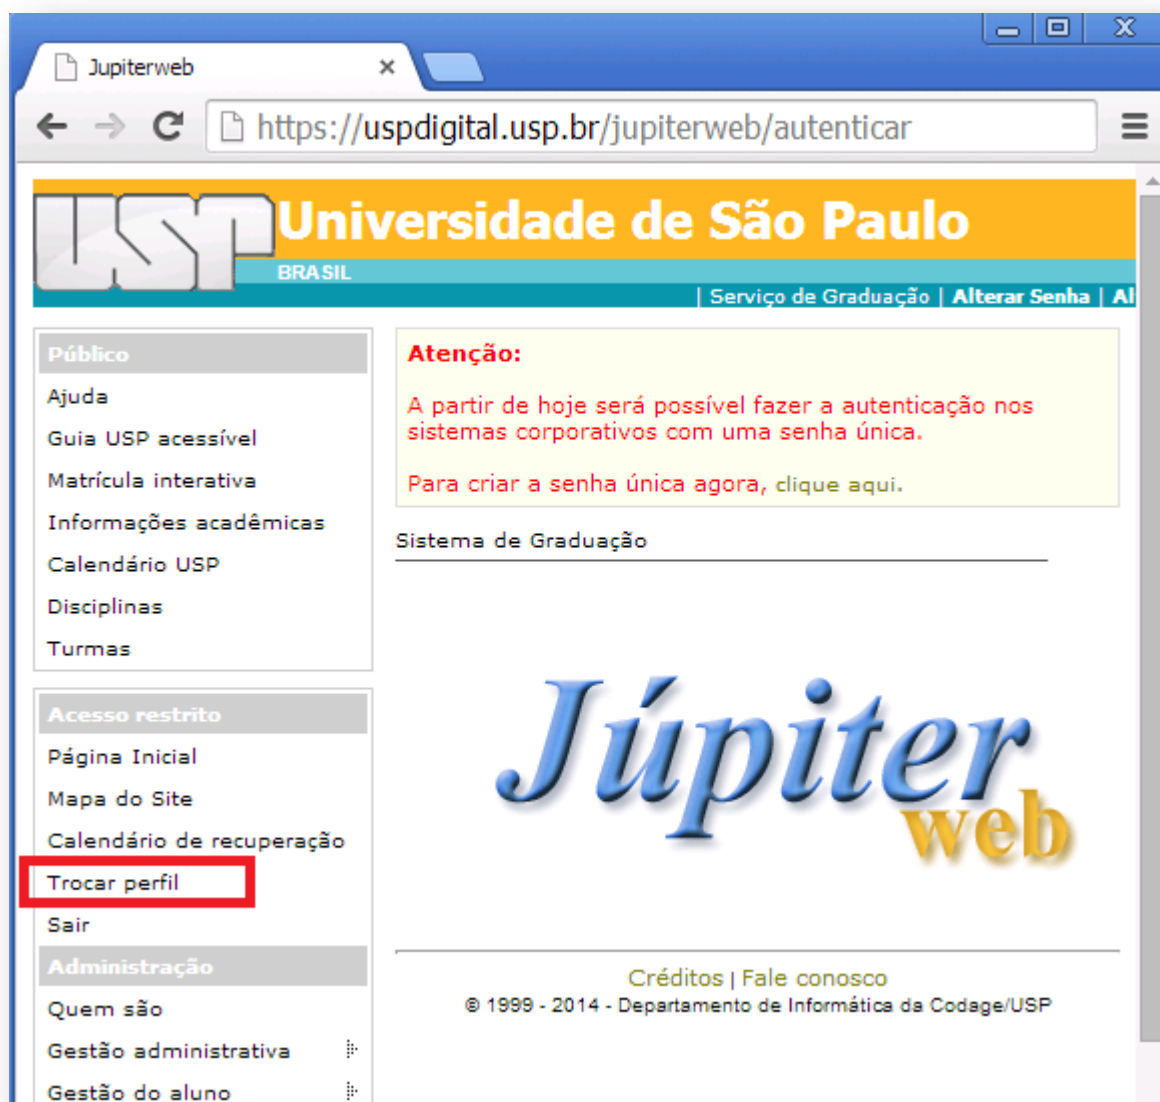 Jupiterweb
https://uspdigital.usp.br/jupiterweb/autenticar
USP
Universidade de São Paulo
BRASIL
| Serviço de Graduação | Alterar Senha | Al
Público
Ajuda
Guia USP acessível
Matrícula interativa
Informações acadêmicas
Calendário USP
Disciplinas
Turmas
Acesso restrito
Página Inicial
Mapa do Site
Calendário de recuperação
Trocar perfil
Sair
Administração
Quem são
Gestão administrativa
Gestão do aluno
Atenção:
A partir de hoje será possível fazer a autenticação nos
sistemas corporativos com uma senha única.
Para criar a senha única agora, clique aqui.
Sistema de Graduação
Júpiter
web
Créditos | Fale conosco
© 1999 - 2014 - Departamento de Informática da Codage/USP